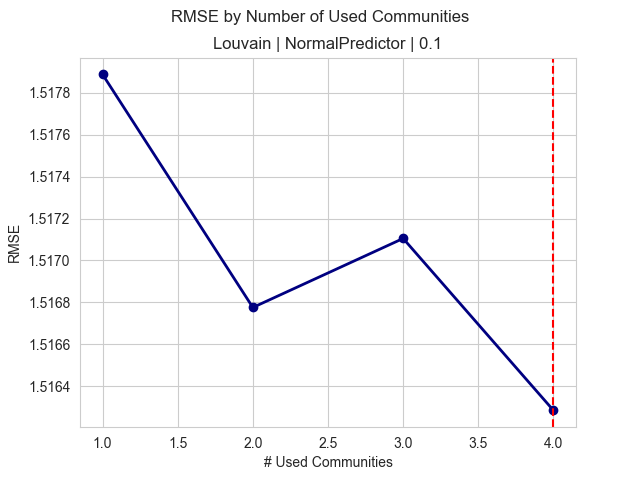 RMSE by Number of Used Communities
Louvain | NormalPredictor | 0.1
1.5178
1.5176
1.5174
1.5172
1.5170
1.5168
1.5166
1.5164
RMSE
1.0 1.5 2.0 2.5 3.0 3.5 4.0
# Used Communities